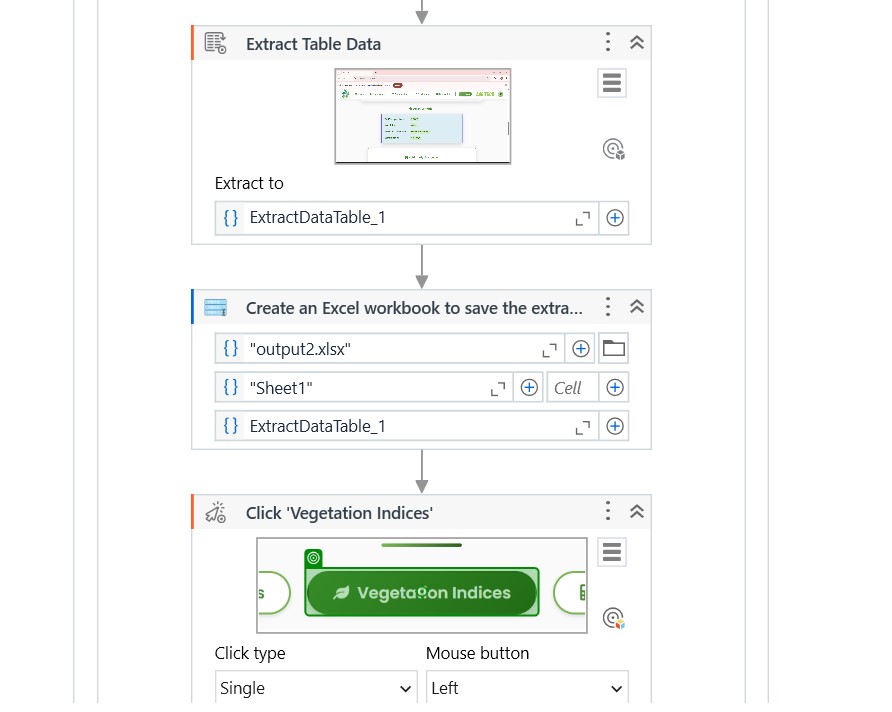 Extract Table Data
Extract to
{} ExtractDataTable_1
Create an Excel workbook to save the extra...
{} "output2.xlsx"
{} "Sheet1" Cell
{} ExtractDataTable_1
Click 'Vegetation Indices'
s Vegetation Indices
Click type Mouse button
Single Left